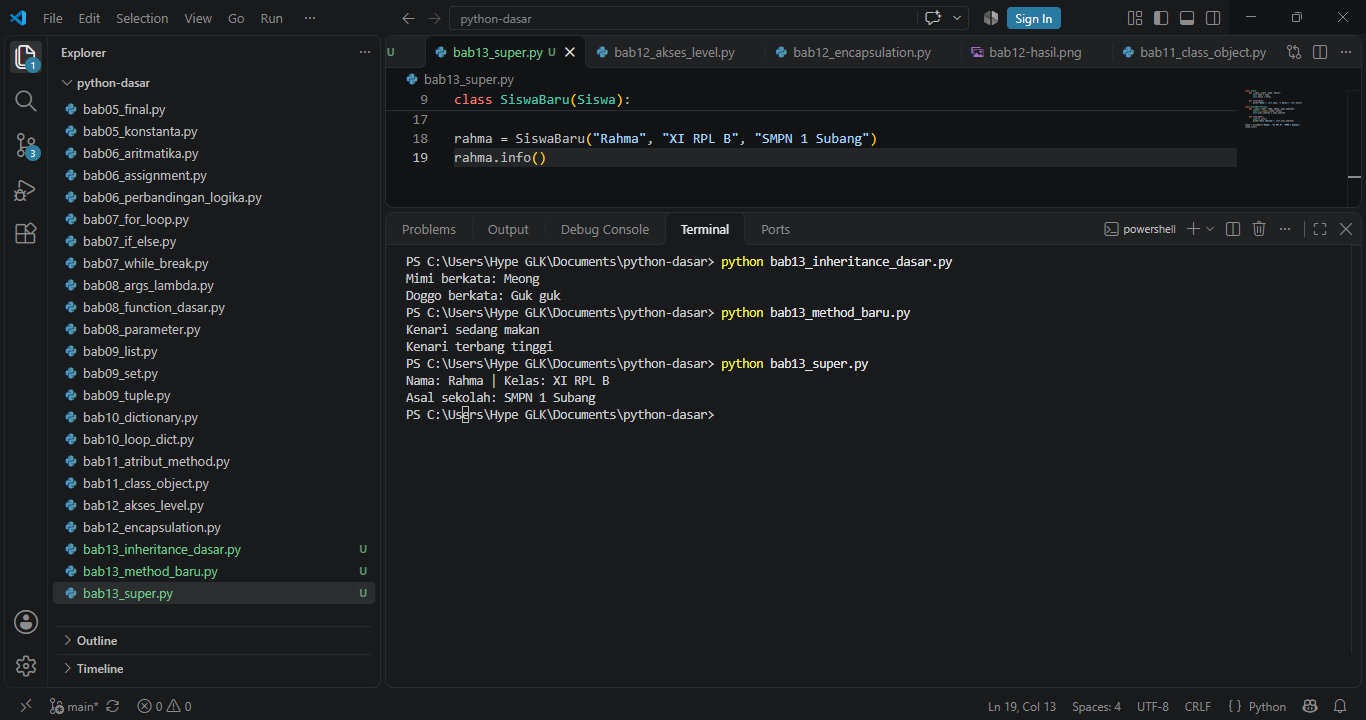 File Edit Selection View Go Run ···
python-dasar
Sign In
Explorer ···
python-dasar
bab05_final.py
bab05_konstanta.py
bab06_aritmatika.py
bab06_assignment.py
bab06_perbandingan_logika.py
bab07_for_loop.py
bab07_if_else.py
bab07_while_break.py
bab08_args_lambda.py
bab08_function_dasar.py
bab08_parameter.py
bab09_list.py
bab09_set.py
bab09_tuple.py
bab10_dictionary.py
bab10_loop_dict.py
bab11_atribut_method.py
bab11_class_object.py
bab12_akses_level.py
bab12_encapsulation.py
bab13_inheritance_dasar.py U
bab13_method_baru.py U
bab13_super.py U
Outline
Timeline
1
3
U bab13_super.py U bab12_akses_level.py bab12_encapsulation.py bab12-hasil.png bab11_class_object.py ···
bab13_super.py
9 class SiswaBaru(Siswa):
17
18 rahma = SiswaBaru("Rahma", "XI RPL B", "SMPN 1 Subang")
19 rahma.info()
Problems Output Debug Console Terminal Ports powershell ···
PS C:\Users\Hype GLK\Documents\python-dasar> python bab13_inheritance_dasar.py
Mimi berkata: Meong
Doggo berkata: Guk guk
PS C:\Users\Hype GLK\Documents\python-dasar> python bab13_method_baru.py
Kenari sedang makan
Kenari terbang tinggi
PS C:\Users\Hype GLK\Documents\python-dasar> python bab13_super.py
Nama: Rahma | Kelas: XI RPL B
Asal sekolah: SMPN 1 Subang
PS C:\Users\Hype GLK\Documents\python-dasar>
main* 0 0 Ln 19, Col 13 Spaces: 4 UTF-8 CRLF {} Python